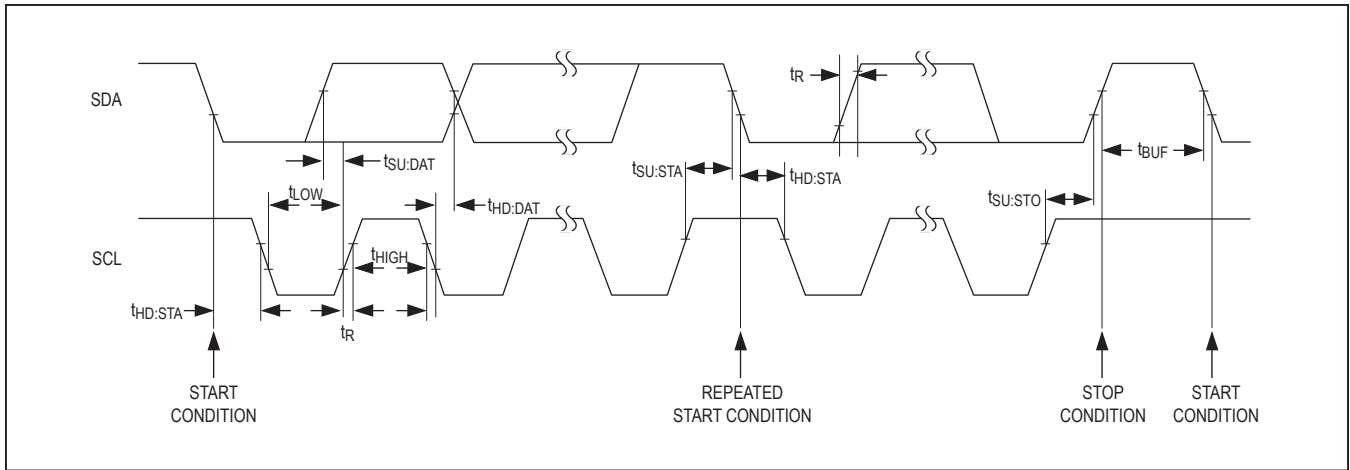 SDA
tR
tSU:DAT
tSU:STA
tHD:STA
tBUF
tLOW
tHD:DAT
tSU:STO
SCL
tHIGH
tHD:STA
tR
START
CONDITION
REPEATED
START CONDITION
STOP
CONDITION
START
CONDITION